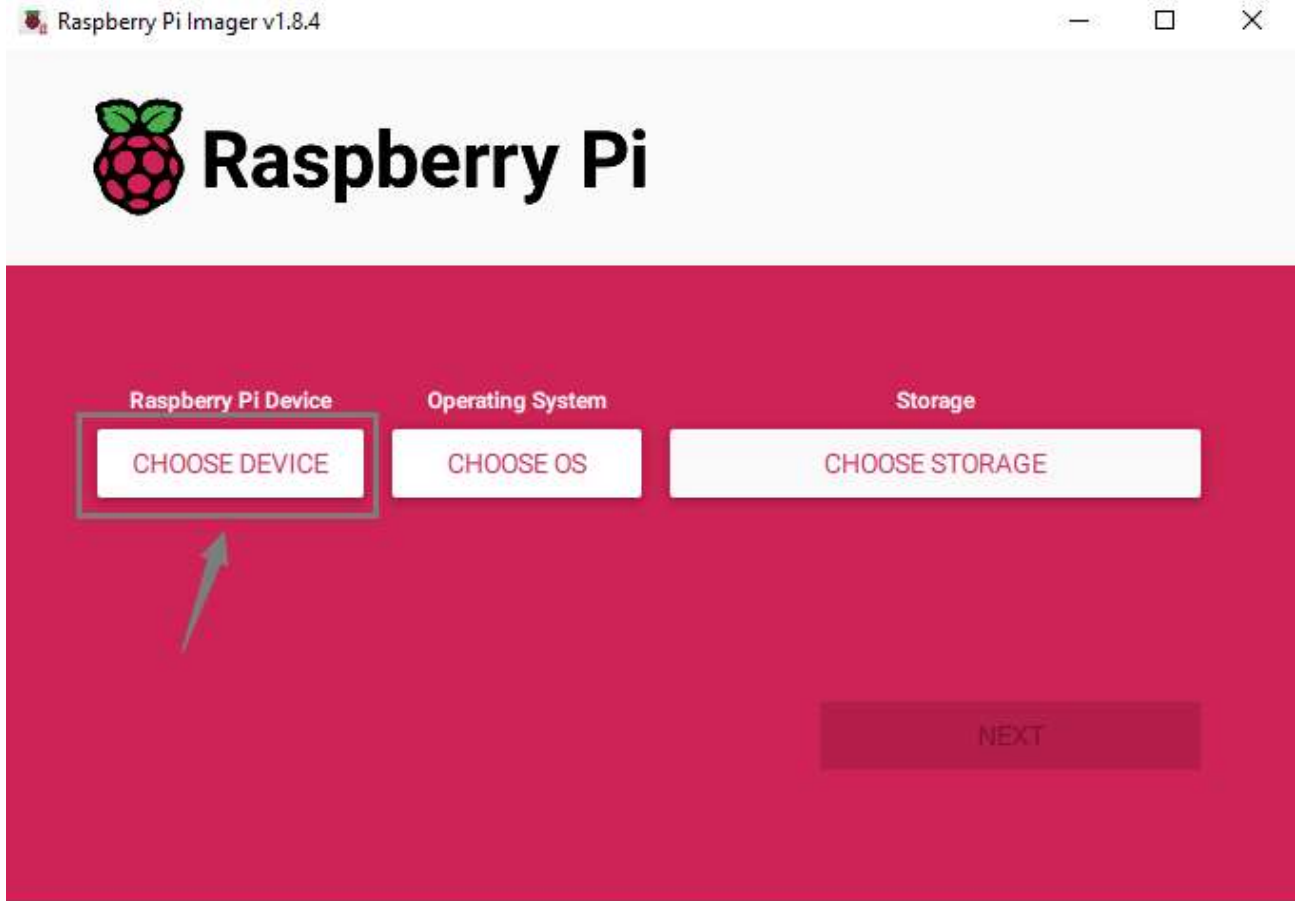 Raspberry Pi Imager v1.8.4
Raspberry Pi
Raspberry Pi Device
Operating System
Storage
CHOOSE DEVICE
CHOOSE OS
CHOOSE STORAGE
NEXT